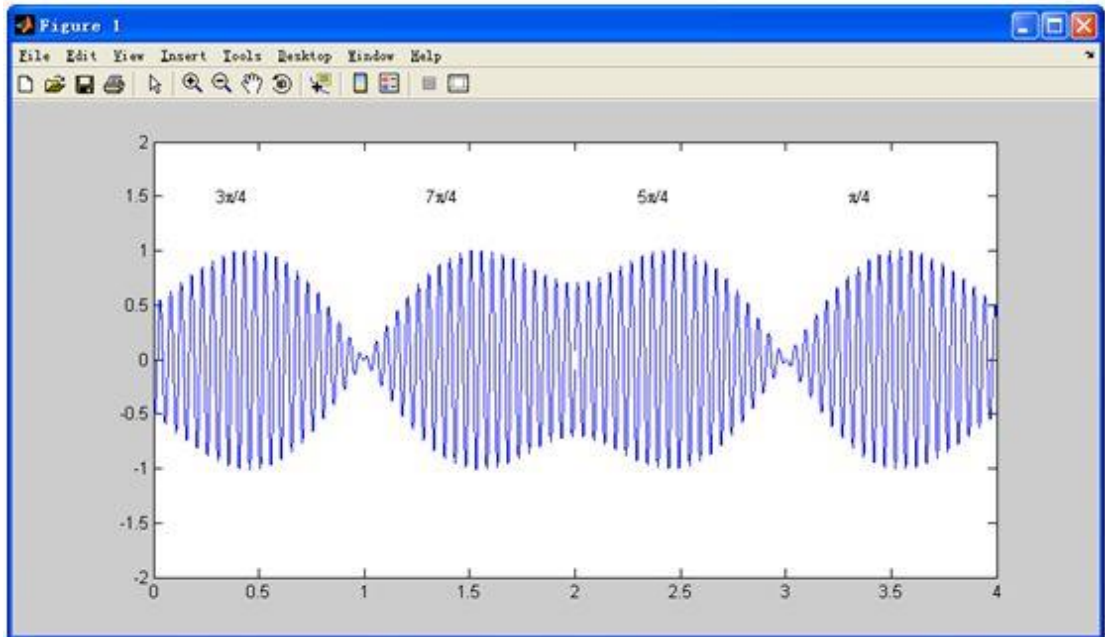 Figure 1
File Edit View Insert Tools Desktop Window Help
2
3π/4 7π/4 5π/4 π/4
1.5
1
0.5
0
-0.5
-1
-1.5
-2
0 0.5 1 1.5 2 2.5 3 3.5 4